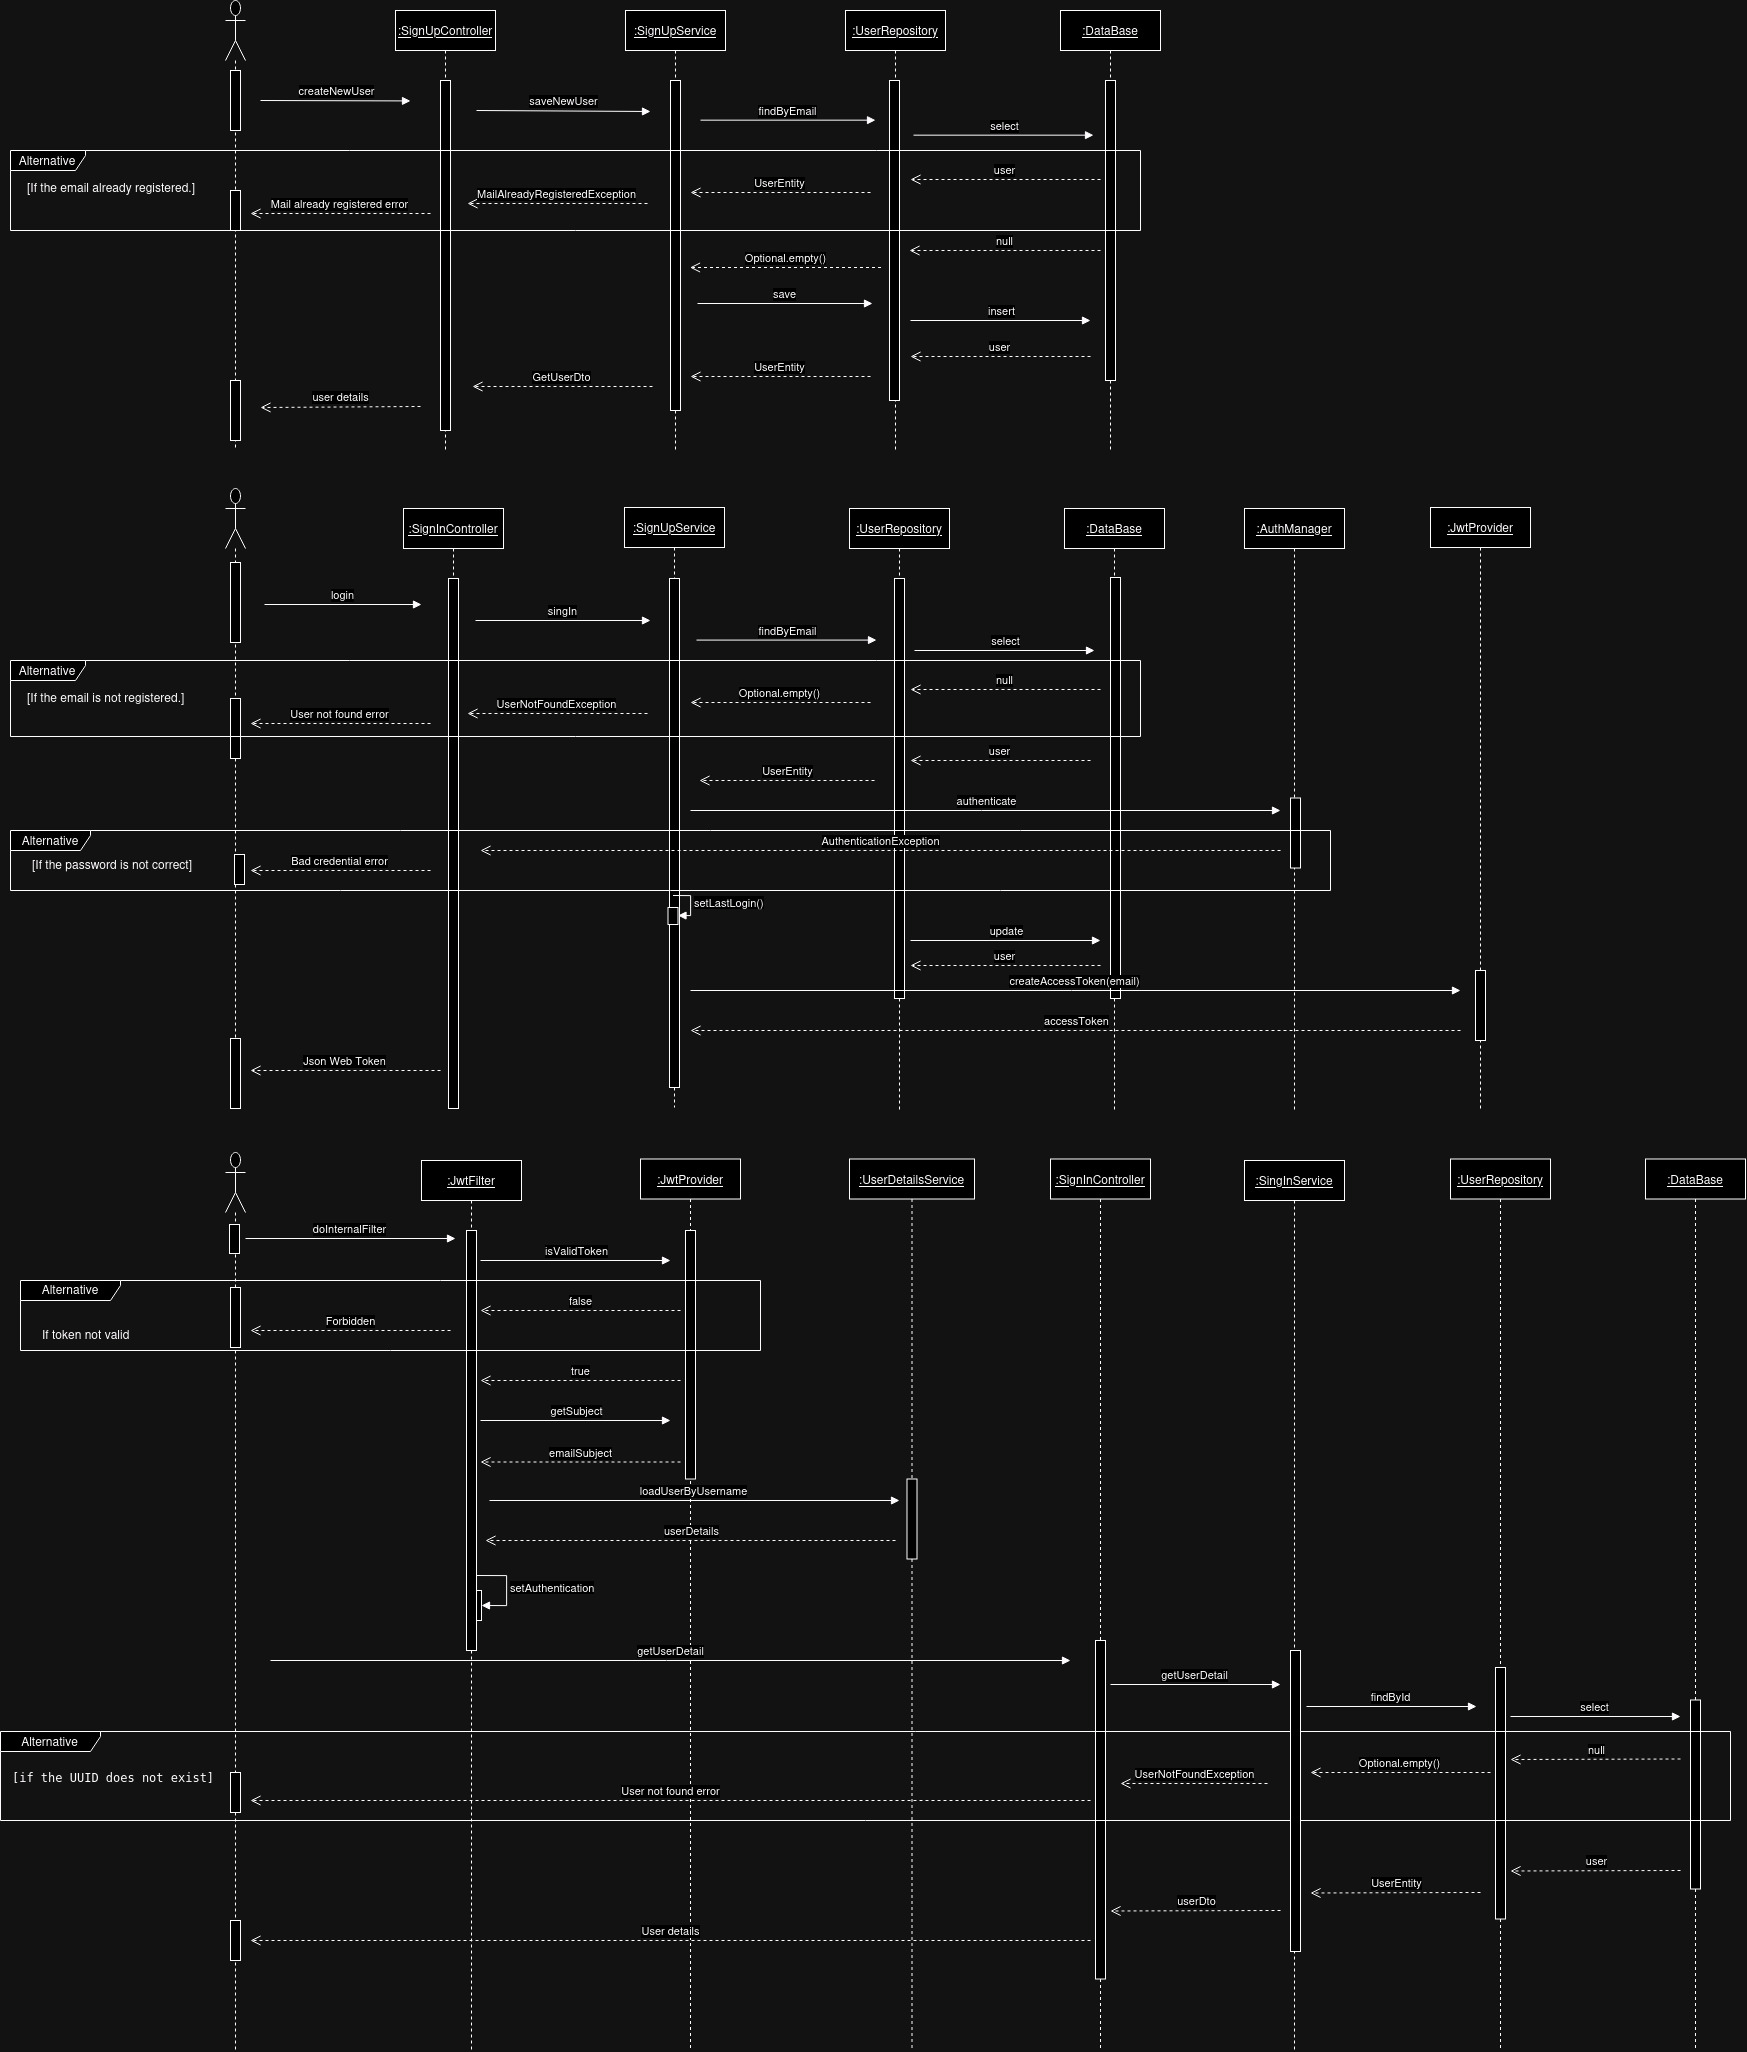 :SignUpController
:SignUpService
:UserRepository
:DataBase
createNewUser
saveNewUser
findByEmail
select
Alternative
[If the email already registered.]
user
UserEntity
MailAlreadyRegisteredException
Mail already registered error
null
Optional.empty()
save
insert
user
UserEntity
GetUserDto
user details
:SignInController
:SignUpService
:UserRepository
:DataBase
:AuthManager
:JwtProvider
login
singIn
findByEmail
select
Alternative
[If the email is not registered.]
null
Optional.empty()
UserNotFoundException
User not found error
user
UserEntity
authenticate
Alternative
[If the password is not correct]
AuthenticationException
Bad credential error
setLastLogin()
update
user
createAccessToken(email)
accessToken
Json Web Token
:JwtFilter
:JwtProvider
:UserDetailsService
:SignInController
:SingInService
:UserRepository
:DataBase
doInternalFilter
isValidToken
Alternative
false
Forbidden
If token not valid
true
getSubject
emailSubject
loadUserByUsername
userDetails
setAuthentication
getUserDetail
getUserDetail
findById
select
Alternative
[if the UUID does not exist]
null
Optional.empty()
UserNotFoundException
User not found error
user
UserEntity
userDto
User details